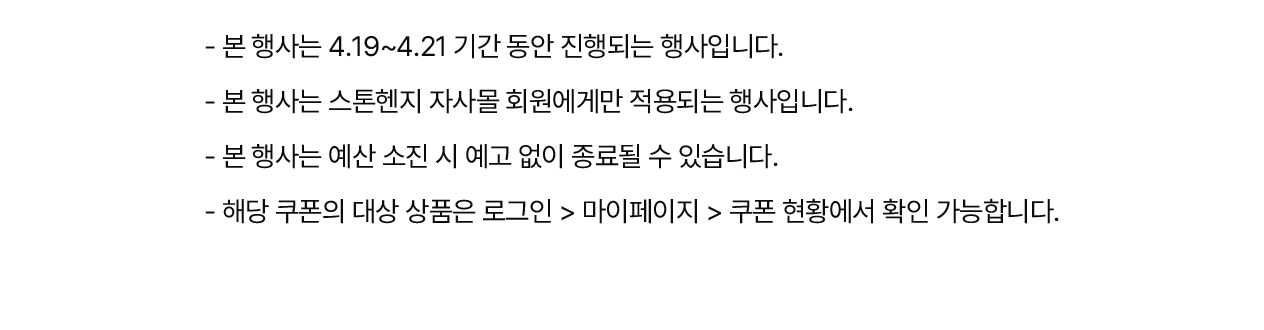 - 본 행사는 4.19~4.21 기간 동안 진행되는 행사입니다.
- 본 행사는 스톤헨지 자사몰 회원에게만 적용되는 행사입니다.
- 본 행사는 예산 소진 시 예고 없이 종료될 수 있습니다.
- 해당 쿠폰의 대상 상품은 로그인 > 마이페이지 > 쿠폰 현황에서 확인 가능합니다.